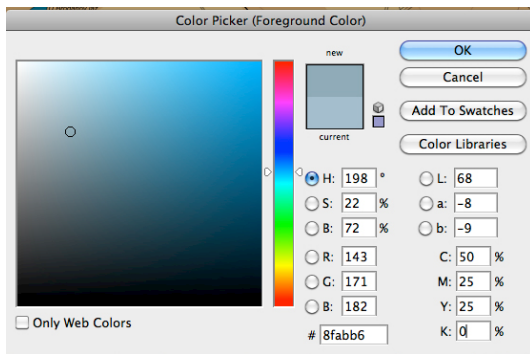 Color Picker (Foreground Color)
new
current
OK
Cancel
Add To Swatches
Color Libraries
H: 198 °
S: 22 %
B: 72 %
R: 143
G: 171
B: 182
# 8fabb6
L: 68
a: -8
b: -9
C: 50 %
M: 25 %
Y: 25 %
K: 0 %
Only Web Colors